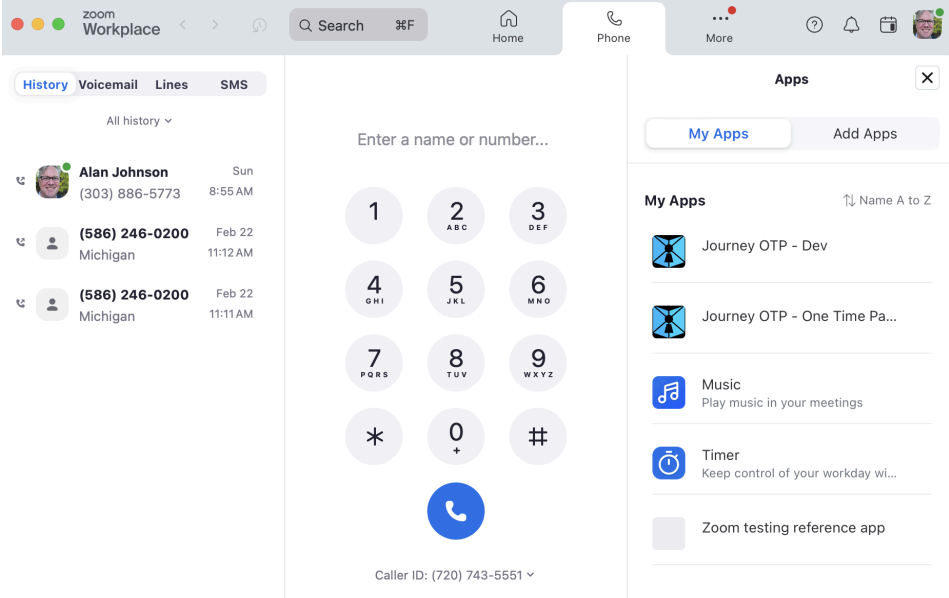 zoom
Workplace
Search ⌘F
Home
Phone
More
History Voicemail Lines SMS
All history
Alan Johnson Sun
(303) 886-5773 8:55 AM
(586) 246-0200 Feb 22
Michigan 11:12 AM
(586) 246-0200 Feb 22
Michigan 11:11 AM
Enter a name or number...
1 2 3
ABC DEF
4 5 6
GHI JKL MNO
7 8 9
PQRS TUV WXYZ
* 0 #
+
Caller ID: (720) 743-5551
Apps
My Apps Add Apps
My Apps Name A to Z
Journey OTP - Dev
Journey OTP - One Time Pa...
Music
Play music in your meetings
Timer
Keep control of your workday wi...
Zoom testing reference app